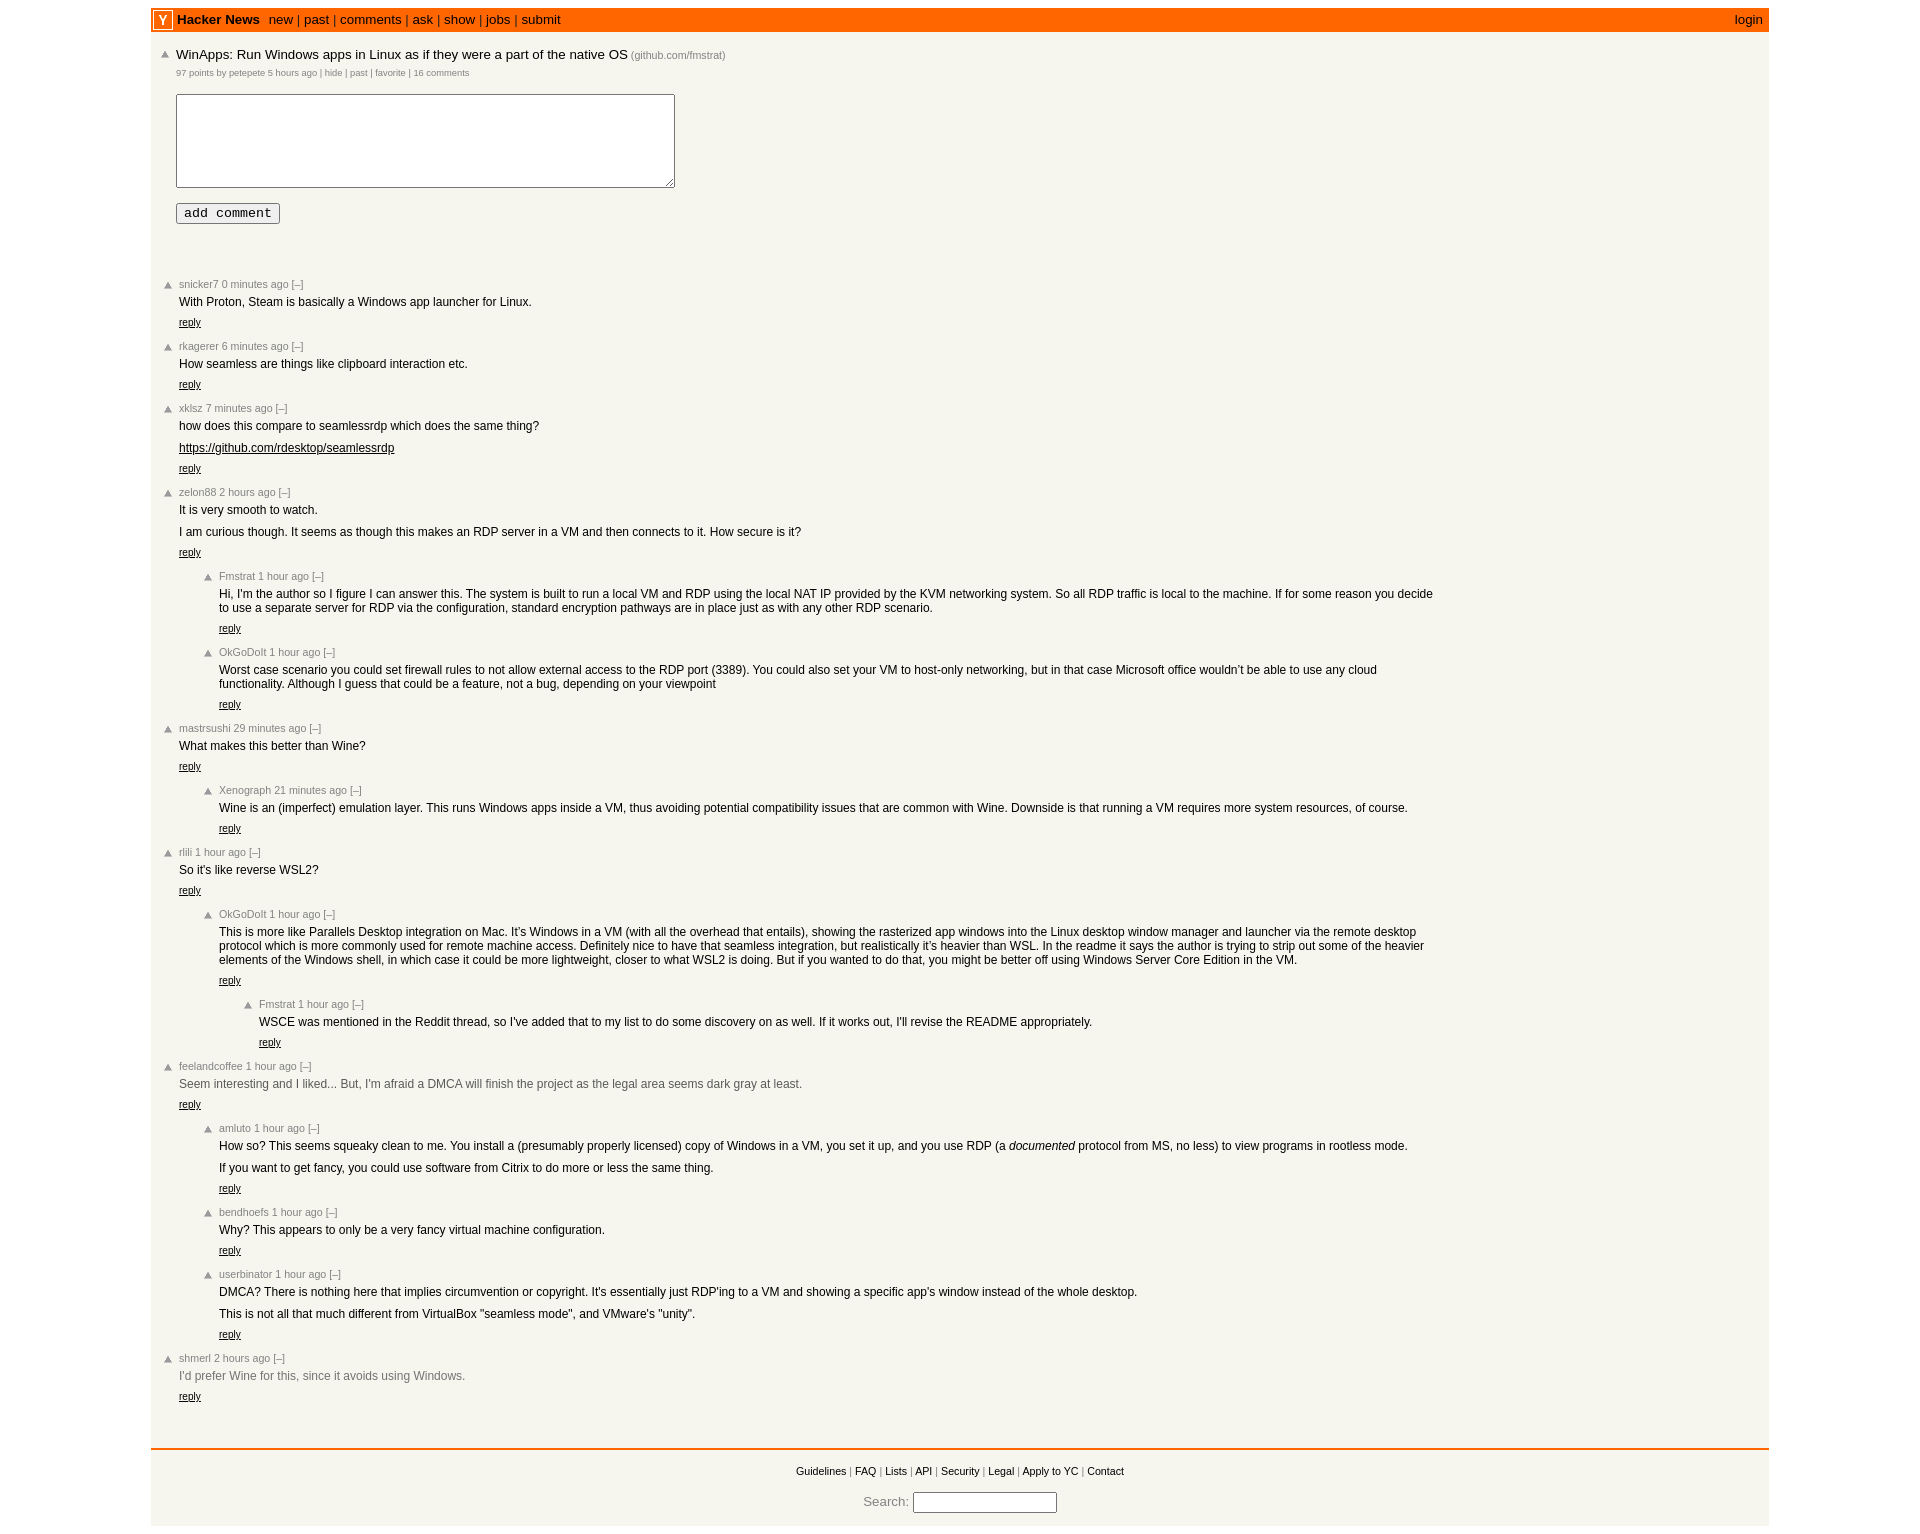 Y Hacker News new | past | comments | ask | show | jobs | submit login
WinApps: Run Windows apps in Linux as if they were a part of the native OS (github.com/fmstrat)
97 points by petepete 5 hours ago | hide | past | favorite | 16 comments
add comment
snicker7 0 minutes ago [–]
With Proton, Steam is basically a Windows app launcher for Linux.
reply
rkagerer 6 minutes ago [–]
How seamless are things like clipboard interaction etc.
reply
xklsz 7 minutes ago [–]
how does this compare to seamlessrdp which does the same thing?
https://github.com/rdesktop/seamlessrdp
reply
zelon88 2 hours ago [–]
It is very smooth to watch.
I am curious though. It seems as though this makes an RDP server in a VM and then connects to it. How secure is it?
reply
Fmstrat 1 hour ago [–]
Hi, I'm the author so I figure I can answer this. The system is built to run a local VM and RDP using the local NAT IP provided by the KVM networking system. So all RDP traffic is local to the machine. If for some reason you decide
to use a separate server for RDP via the configuration, standard encryption pathways are in place just as with any other RDP scenario.
reply
OkGoDoIt 1 hour ago [–]
Worst case scenario you could set firewall rules to not allow external access to the RDP port (3389). You could also set your VM to host-only networking, but in that case Microsoft office wouldn’t be able to use any cloud
functionality. Although I guess that could be a feature, not a bug, depending on your viewpoint
reply
mastrsushi 29 minutes ago [–]
What makes this better than Wine?
reply
Xenograph 21 minutes ago [–]
Wine is an (imperfect) emulation layer. This runs Windows apps inside a VM, thus avoiding potential compatibility issues that are common with Wine. Downside is that running a VM requires more system resources, of course.
reply
rlili 1 hour ago [–]
So it's like reverse WSL2?
reply
OkGoDoIt 1 hour ago [–]
This is more like Parallels Desktop integration on Mac. It’s Windows in a VM (with all the overhead that entails), showing the rasterized app windows into the Linux desktop window manager and launcher via the remote desktop
protocol which is more commonly used for remote machine access. Definitely nice to have that seamless integration, but realistically it’s heavier than WSL. In the readme it says the author is trying to strip out some of the heavier
elements of the Windows shell, in which case it could be more lightweight, closer to what WSL2 is doing. But if you wanted to do that, you might be better off using Windows Server Core Edition in the VM.
reply
Fmstrat 1 hour ago [–]
WSCE was mentioned in the Reddit thread, so I've added that to my list to do some discovery on as well. If it works out, I'll revise the README appropriately.
reply
feelandcoffee 1 hour ago [–]
Seem interesting and I liked... But, I'm afraid a DMCA will finish the project as the legal area seems dark gray at least.
reply
amluto 1 hour ago [–]
How so? This seems squeaky clean to me. You install a (presumably properly licensed) copy of Windows in a VM, you set it up, and you use RDP (a documented protocol from MS, no less) to view programs in rootless mode.
If you want to get fancy, you could use software from Citrix to do more or less the same thing.
reply
bendhoefs 1 hour ago [–]
Why? This appears to only be a very fancy virtual machine configuration.
reply
userbinator 1 hour ago [–]
DMCA? There is nothing here that implies circumvention or copyright. It's essentially just RDP'ing to a VM and showing a specific app's window instead of the whole desktop.
This is not all that much different from VirtualBox "seamless mode", and VMware's "unity".
reply
shmerl 2 hours ago [–]
I'd prefer Wine for this, since it avoids using Windows.
reply
Guidelines | FAQ | Lists | API | Security | Legal | Apply to YC | Contact
Search: